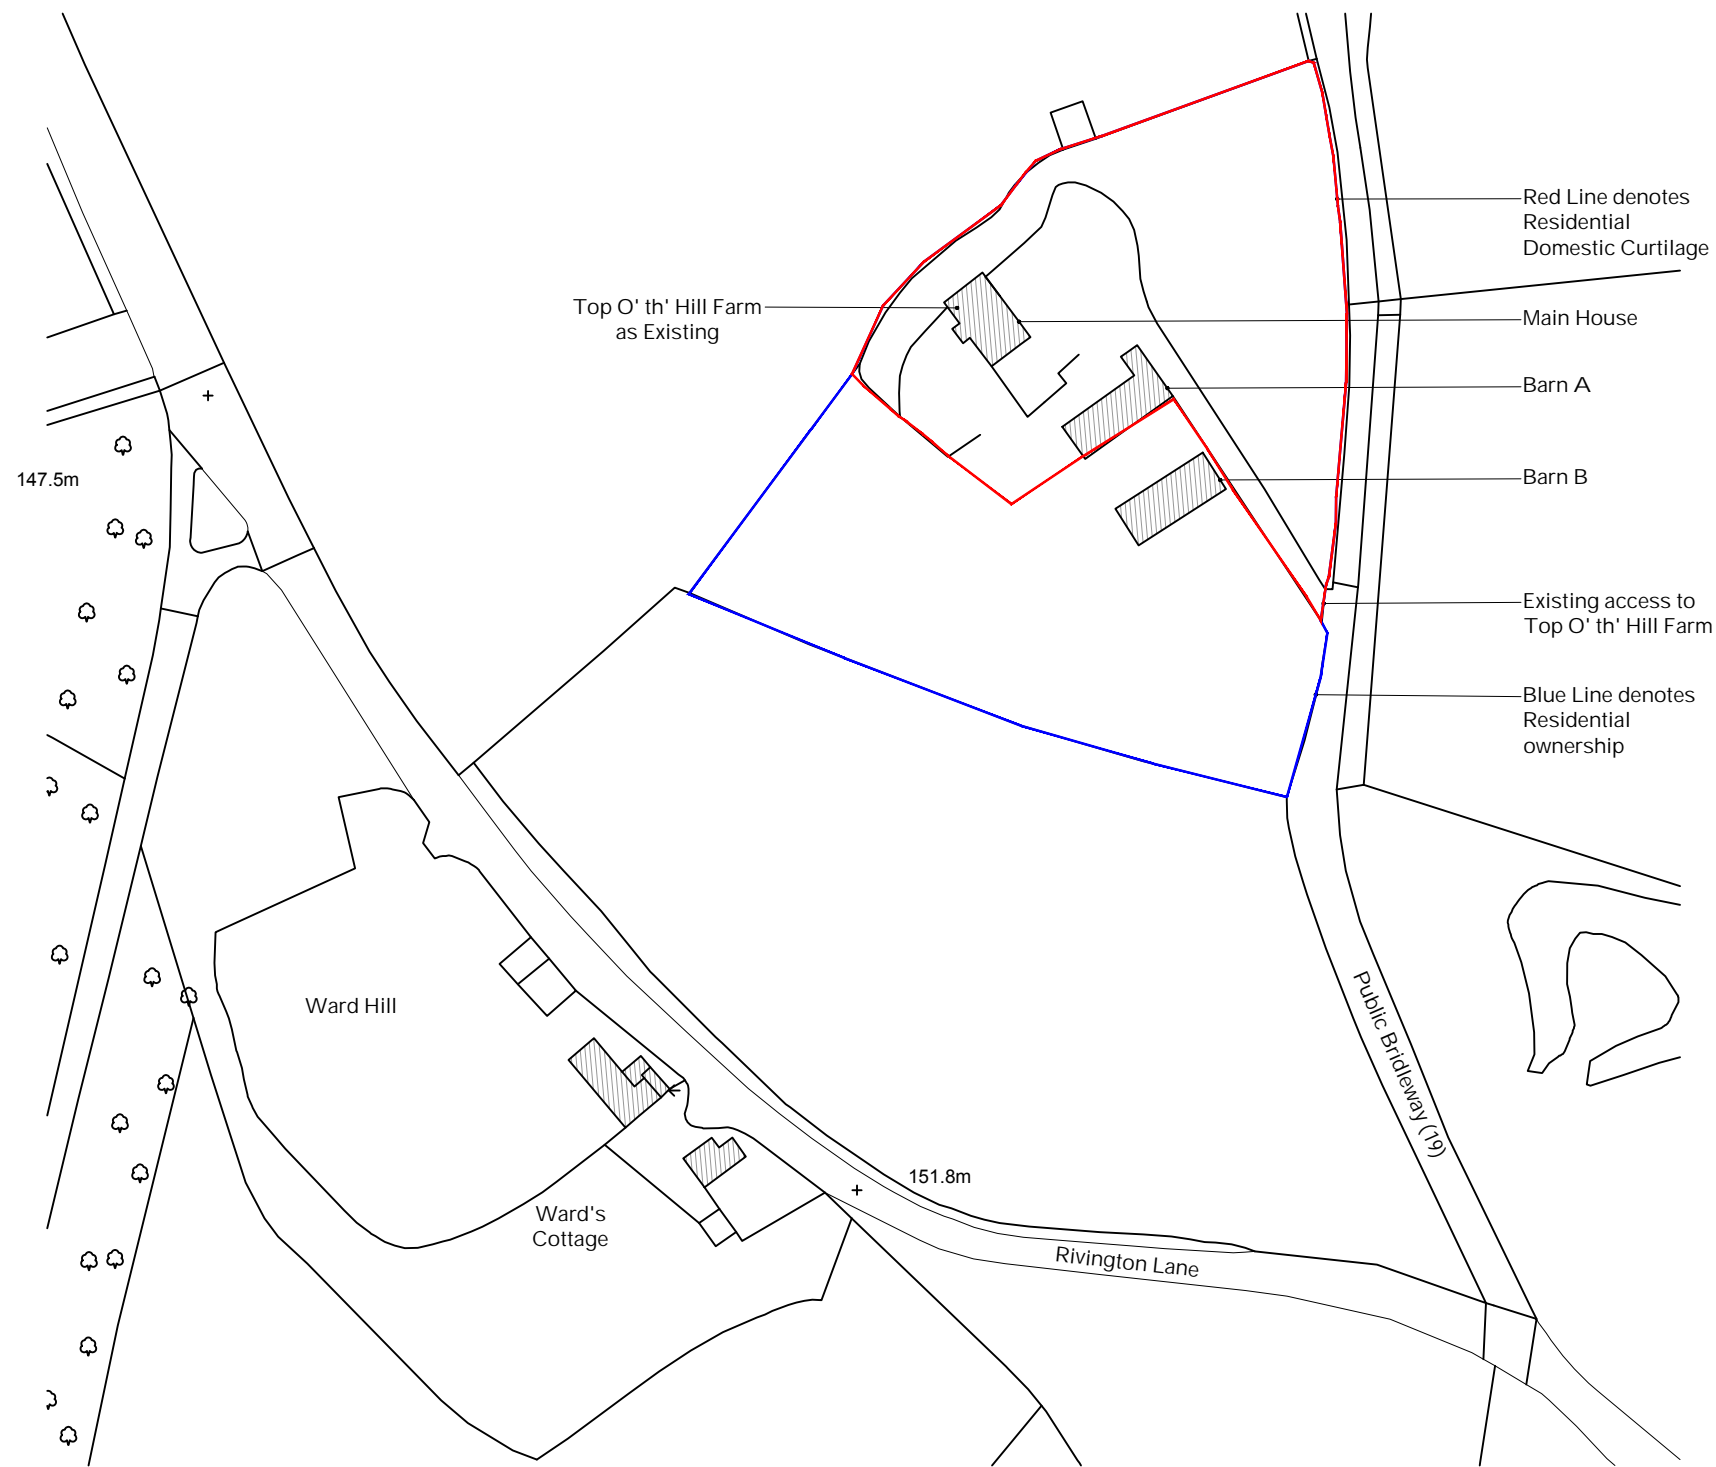 Red Line denotes
Residential
Domestic Curtilage
Top O' th' Hill Farm
as Existing
Main House
Barn A
147.5m
Barn B
Existing access to
Top O' th' Hill Farm
Blue Line denotes
Residential
ownership
Ward Hill
Public Bridleway (19)
151.8m
Ward's
Cottage
Rivington Lane